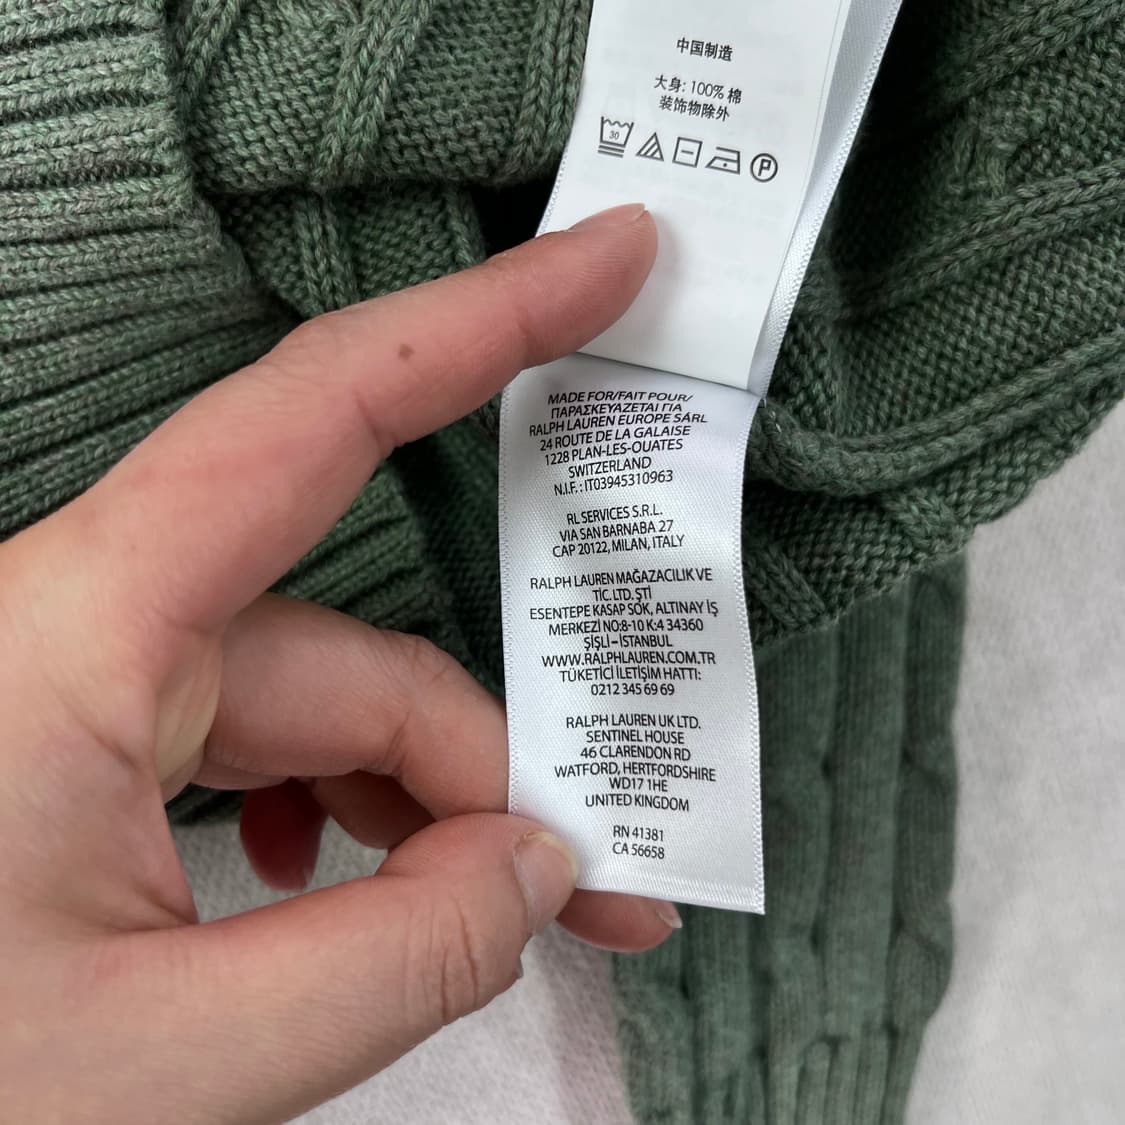 中国制造
大身: 100% 棉
装饰物除外
30
P
MADE FOR/FAIT POUR/
ΠΑΡΑΣΚΕΥΑΖΕΤΑΙ ΓΙΑ
RALPH LAUREN EUROPE SÀRL
24 ROUTE DE LA GALAISE
1228 PLAN-LES-OUATES
SWITZERLAND
N.I.F. : IT03945310963
RL SERVICES S.R.L.
VIA SAN BARNABA 27
CAP 20122, MILAN, ITALY
RALPH LAUREN MAĞAZACILIK VE
TİC. LTD. ŞTİ
ESENTEPE KASAP SOK, ALTINAY İŞ
MERKEZİ NO:8-10 K:4 34360
ŞİŞLİ – İSTANBUL
WWW.RALPHLAUREN.COM.TR
TÜKETİCİ İLETİŞİM HATTI:
0212 345 69 69
RALPH LAUREN UK LTD.
SENTINEL HOUSE
46 CLARENDON RD
WATFORD, HERTFORDSHIRE
WD17 1HE
UNITED KINGDOM
RN 41381
CA 56658